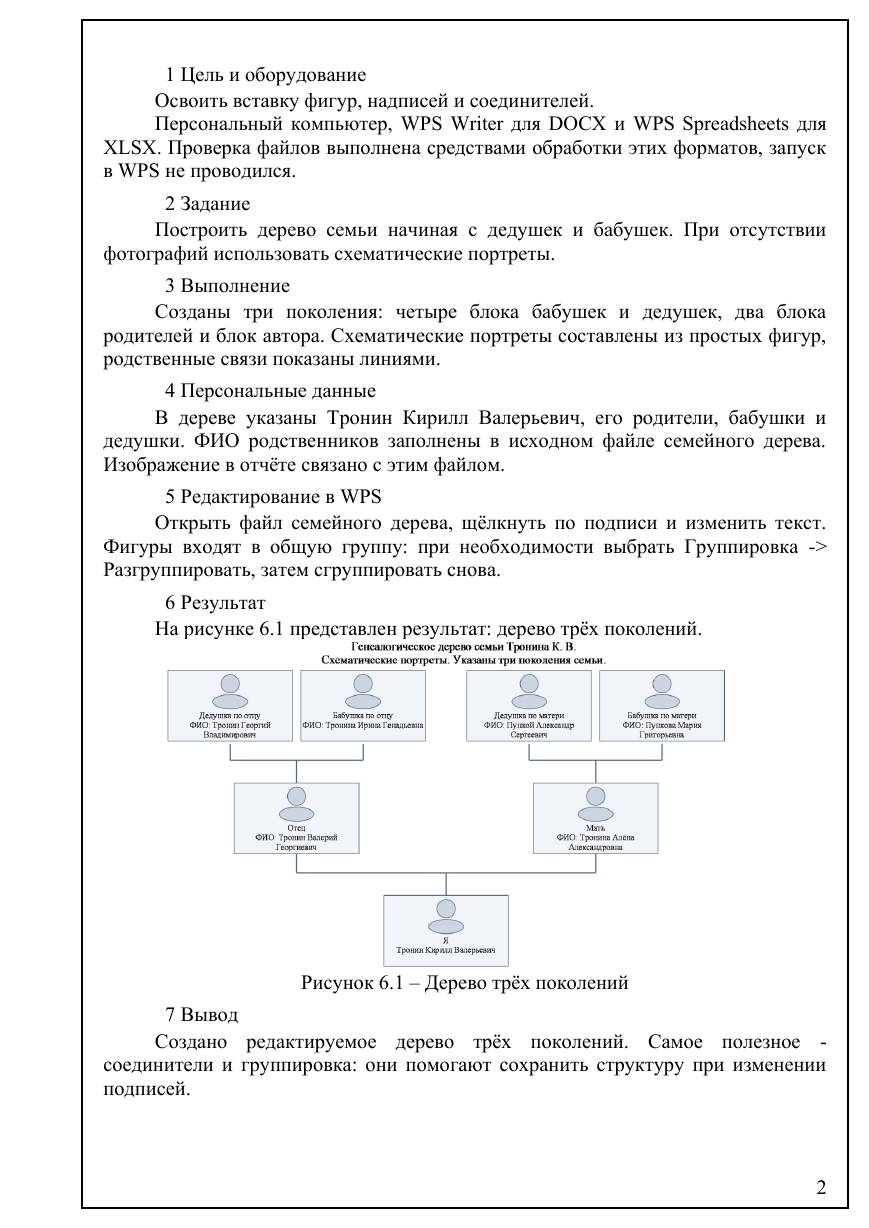 1 Цель и оборудование
Освоить вставку фигур, надписей и соединителей.
Персональный компьютер, WPS Writer для DOCX и WPS Spreadsheets для
XLSX. Проверка файлов выполнена средствами обработки этих форматов, запуск
в WPS не проводился.
2 Задание
Построить дерево семьи начиная с дедушек и бабушек. При отсутствии
фотографий использовать схематические портреты.
3 Выполнение
Созданы три поколения: четыре блока бабушек и дедушек, два блока
родителей и блок автора. Схематические портреты составлены из простых фигур,
родственные связи показаны линиями.
4 Персональные данные
В дереве указаны Тронин Кирилл Валерьевич, его родители, бабушки и
дедушки. ФИО родственников заполнены в исходном файле семейного дерева.
Изображение в отчёте связано с этим файлом.
5 Редактирование в WPS
Открыть файл семейного дерева, щёлкнуть по подписи и изменить текст.
Фигуры входят в общую группу: при необходимости выбрать Группировка ->
Разгруппировать, затем сгруппировать снова.
6 Результат
На рисунке 6.1 представлен результат: дерево трёх поколений.
Генеалогическое дерево семьи Тронина К. В.
Схематические портреты. Указаны три поколения семьи.
Дедушка по отцу
ФИО: Тронин Георгий
Владимирович
Бабушка по отцу
ФИО: Тронина Ирина Генадьевна
Дедушка по матери
ФИО: Пупкой Александр
Сергеевич
Бабушка по матери
ФИО: Пупкова Мария
Григорьевна
Отец
ФИО: Тронин Валерий
Георгиевич
Мать
ФИО: Тронина Алёна
Александровна
Я
Тронин Кирилл Валерьевич
Рисунок 6.1 – Дерево трёх поколений
7 Вывод
Создано редактируемое дерево трёх поколений. Самое полезное -
соединители и группировка: они помогают сохранить структуру при изменении
подписей.
2